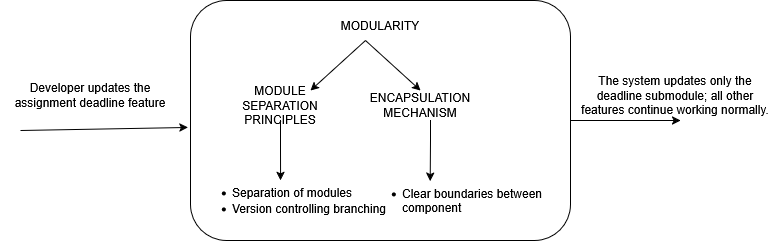 MODULARITY
Developer updates the
assignment deadline feature
MODULE
SEPARATION
PRINCIPLES
ENCAPSULATION
MECHANISM
The system updates only the
deadline submodule; all other
features continue working normally.
• Separation of modules
• Version controlling branching
• Clear boundaries between
component